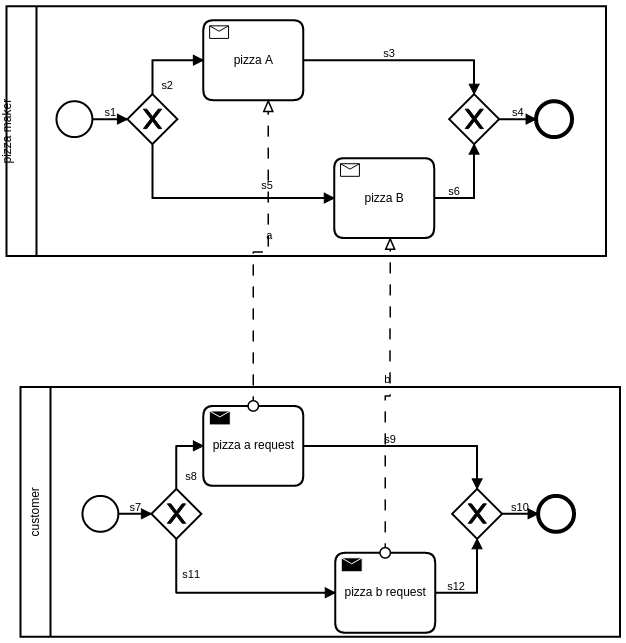 pizza maker
s1
s2
pizza A
s3
s4
s5
pizza B
s6
a
b
customer
s7
s8
pizza a request
s9
s10
s11
pizza b request
s12